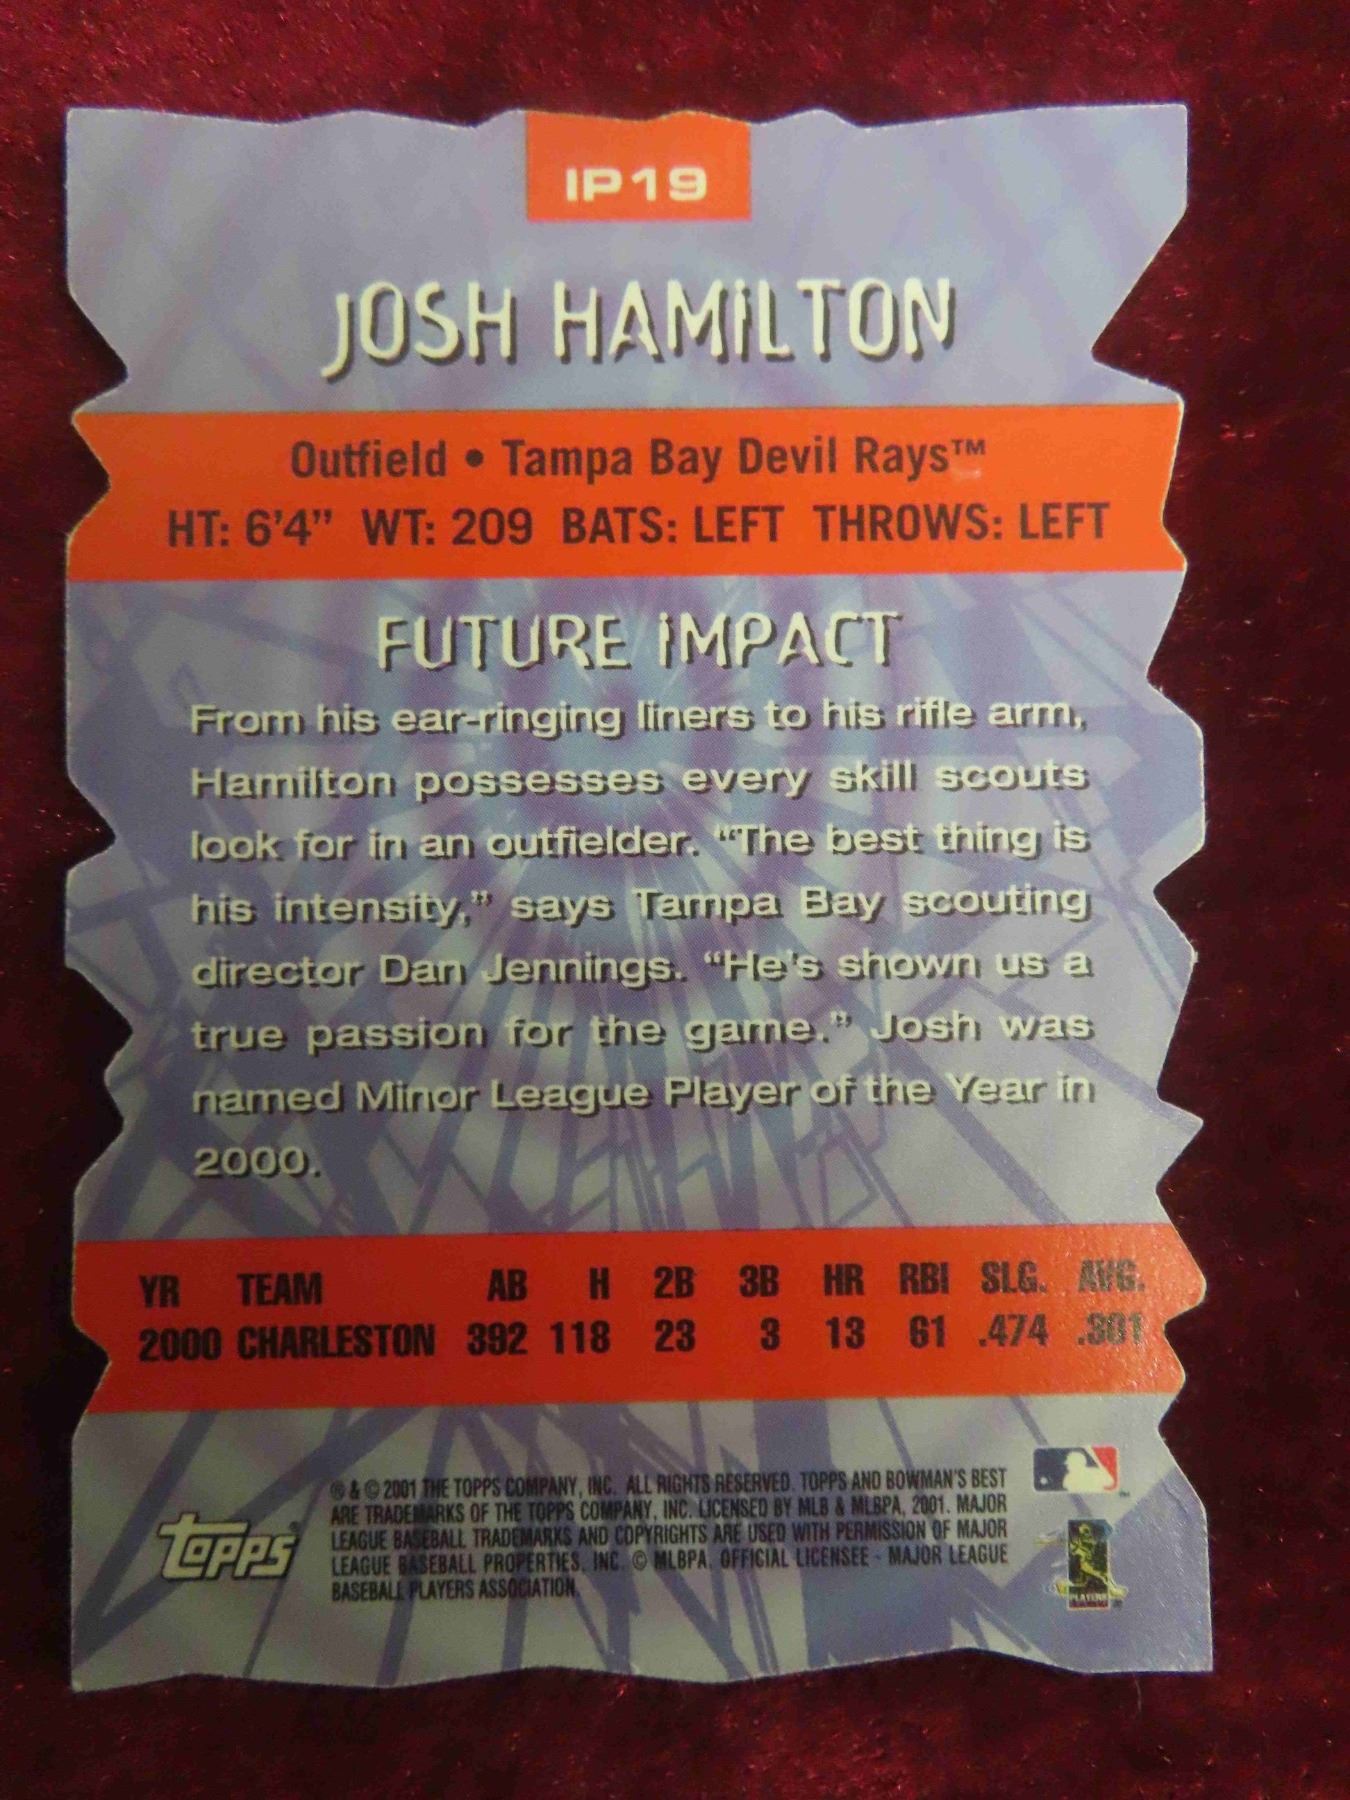 IP19
JOSH HAMILTON
Outfield • Tampa Bay Devil Rays™
HT: 6'4" WT: 209 BATS: LEFT THROWS: LEFT
FUTURE IMPACT
From his ear-ringing liners to his rifle arm,
Hamilton possesses every skill scouts
look for in an outfielder. “The best thing is
his intensity,” says Tampa Bay scouting
director Dan Jennings. “He's shown us a
true passion for the game.” Josh was
named Minor League Player of the Year in
2000.
YR TEAM AB H 2B 3B HR RBI SLG. AVG.
2000 CHARLESTON 392 118 23 3 13 61 .474 .301
® & © 2001 THE TOPPS COMPANY, INC. ALL RIGHTS RESERVED. TOPPS AND BOWMAN'S BEST
ARE TRADEMARKS OF THE TOPPS COMPANY, INC. LICENSED BY MLB & MLBPA, 2001. MAJOR
LEAGUE BASEBALL TRADEMARKS AND COPYRIGHTS ARE USED WITH PERMISSION OF MAJOR
LEAGUE BASEBALL PROPERTIES, INC. © MLBPA. OFFICIAL LICENSEE - MAJOR LEAGUE
BASEBALL PLAYERS ASSOCIATION.
Topps®
PLAYERS